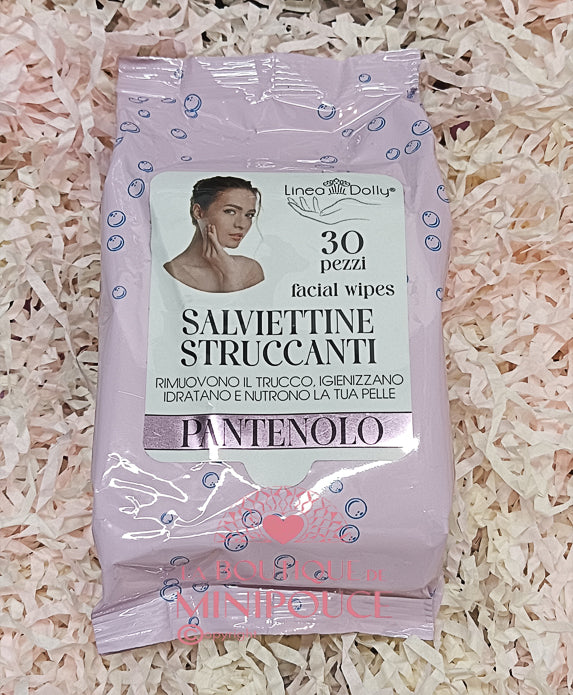 Linea Dolly®
30
pezzi
facial wipes
SALVIETTINE
STRUCCANTI
RIMUOVONO IL TRUCCO, IGIENIZZANO
IDRATANO E NUTRONO LA TUA PELLE
PANTENOLO
LA BOUTIQUE DE
MINIPOUCE
©